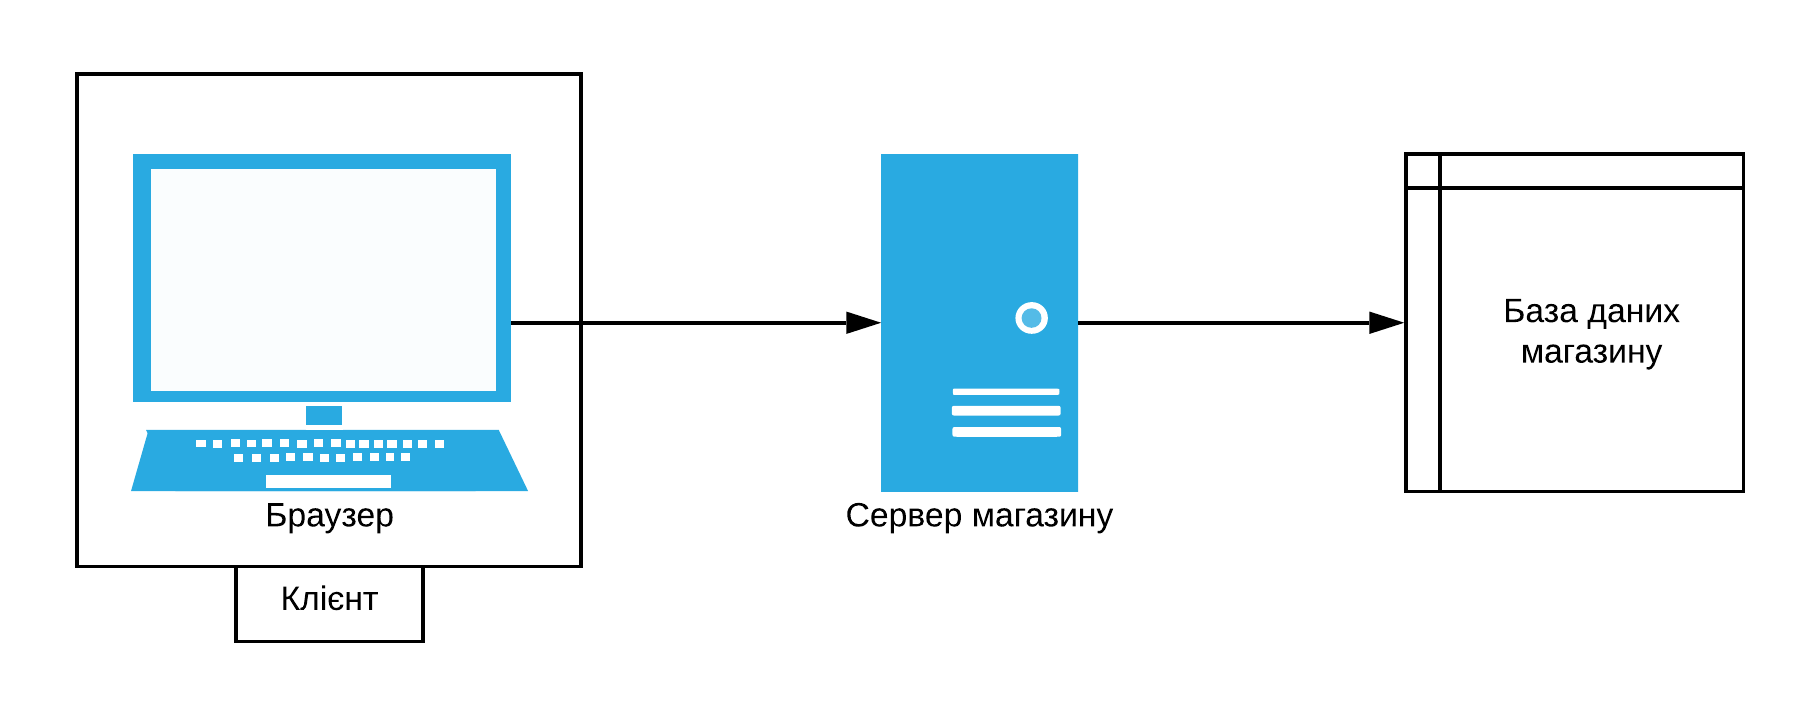 Браузер
Клієнт
Сервер магазину
База даних
магазину